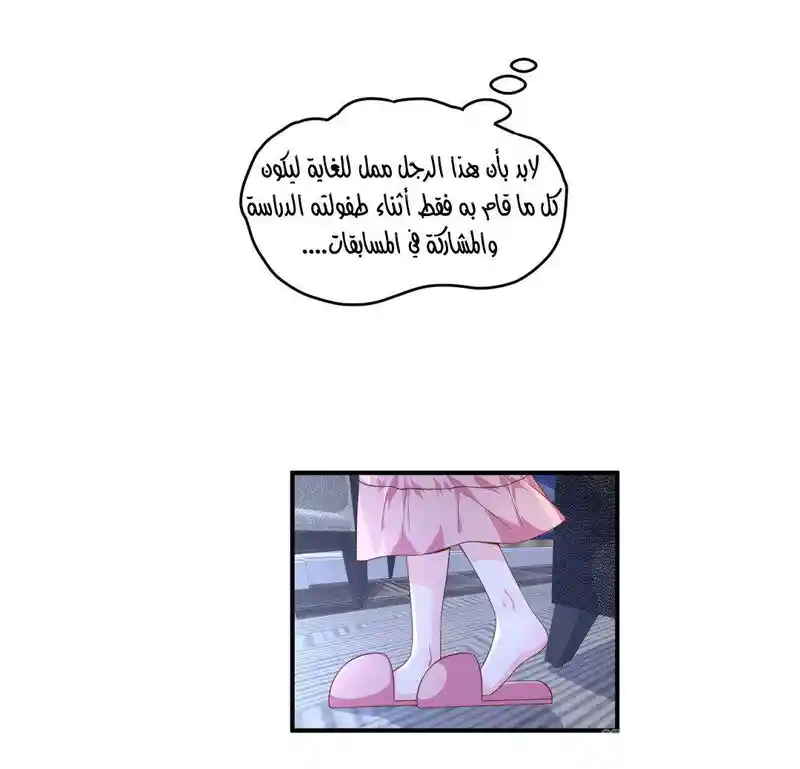 لابد بأن هذا الرجل ممل للغاية ليكون
كل ما قام به فقط أثناء طفولته الدراسة
والمشاركة في المسابقات....